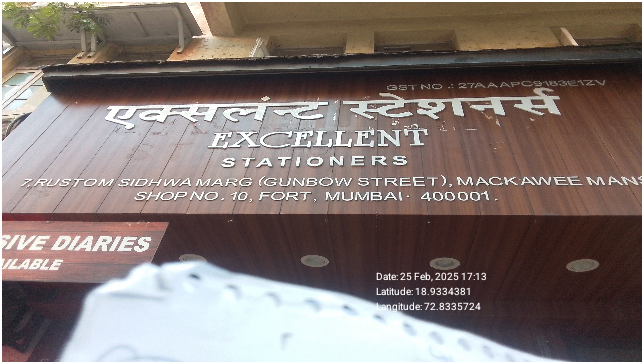 GST NO.: 27AAAPC9183E1ZV
एक्सलन्ट स्टेशनर्स
EXCELLENT
STATIONERS
7, RUSTOM SIDHWA MARG (GUNBOW STREET), MACKAWEE MANS
SHOP NO. 10, FORT, MUMBAI · 400001.
SIVE DIARIES
AILABLE
Date: 25 Feb, 2025 17:13
Latitude: 18.9334381
Langitude: 72.8335724